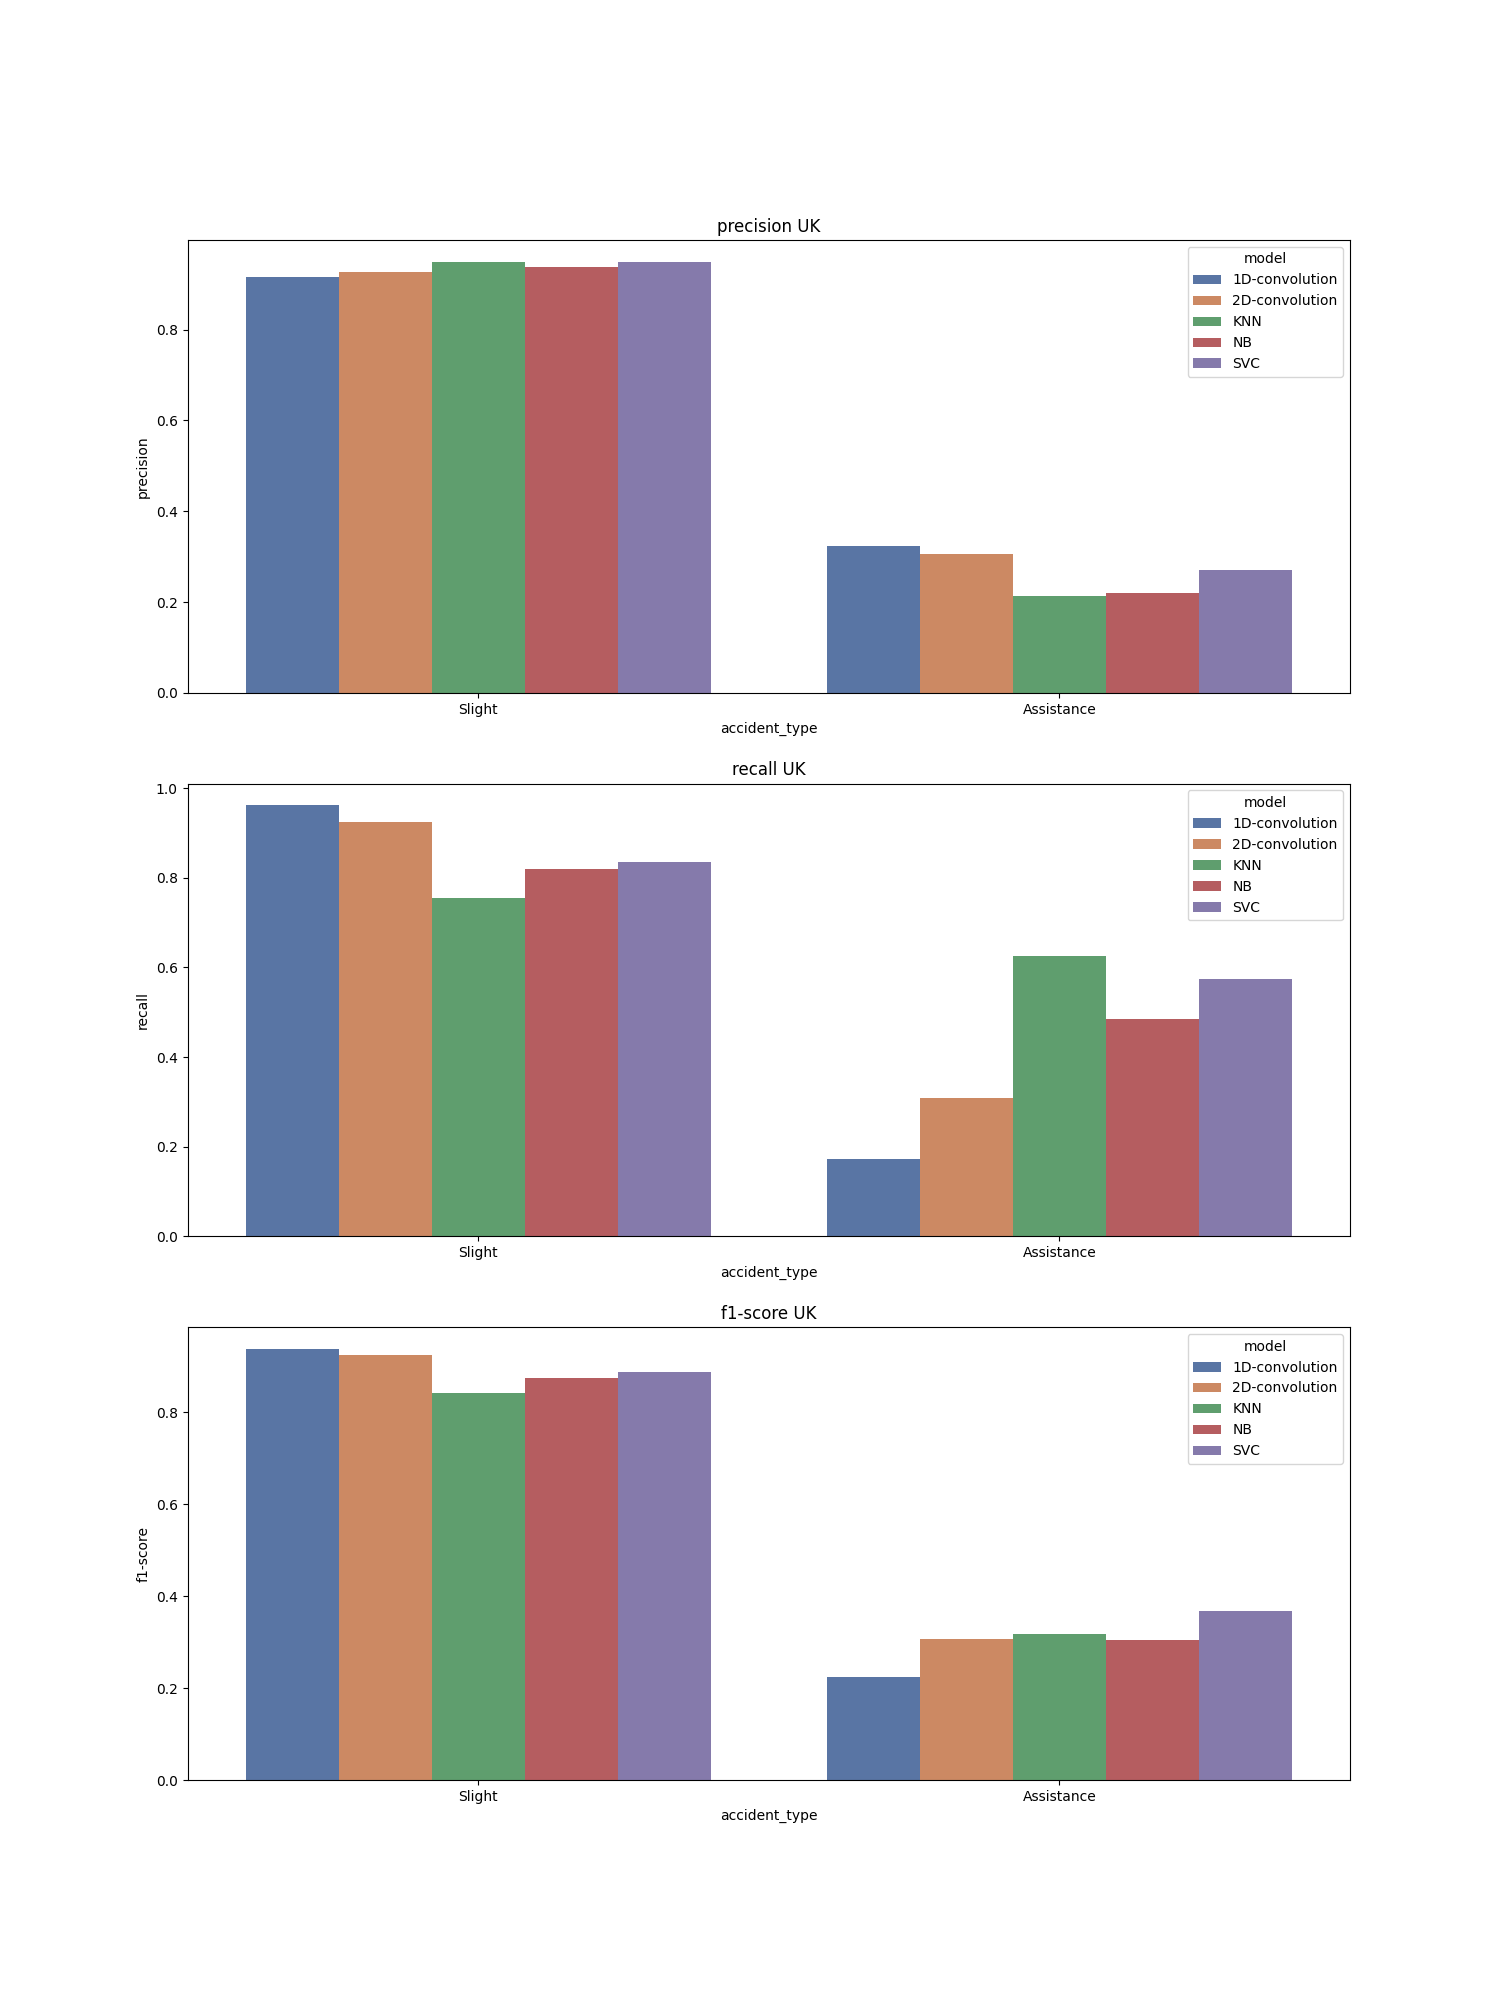 precision UK
model
1D-convolution
2D-convolution
KNN
NB
SVC
0.8
0.6
0.4
0.2
0.0
precision
Slight
Assistance
accident_type
recall UK
model
1D-convolution
2D-convolution
KNN
NB
SVC
1.0
0.8
0.6
0.4
0.2
0.0
recall
Slight
Assistance
accident_type
f1-score UK
model
1D-convolution
2D-convolution
KNN
NB
SVC
0.8
0.6
0.4
0.2
0.0
f1-score
Slight
Assistance
accident_type